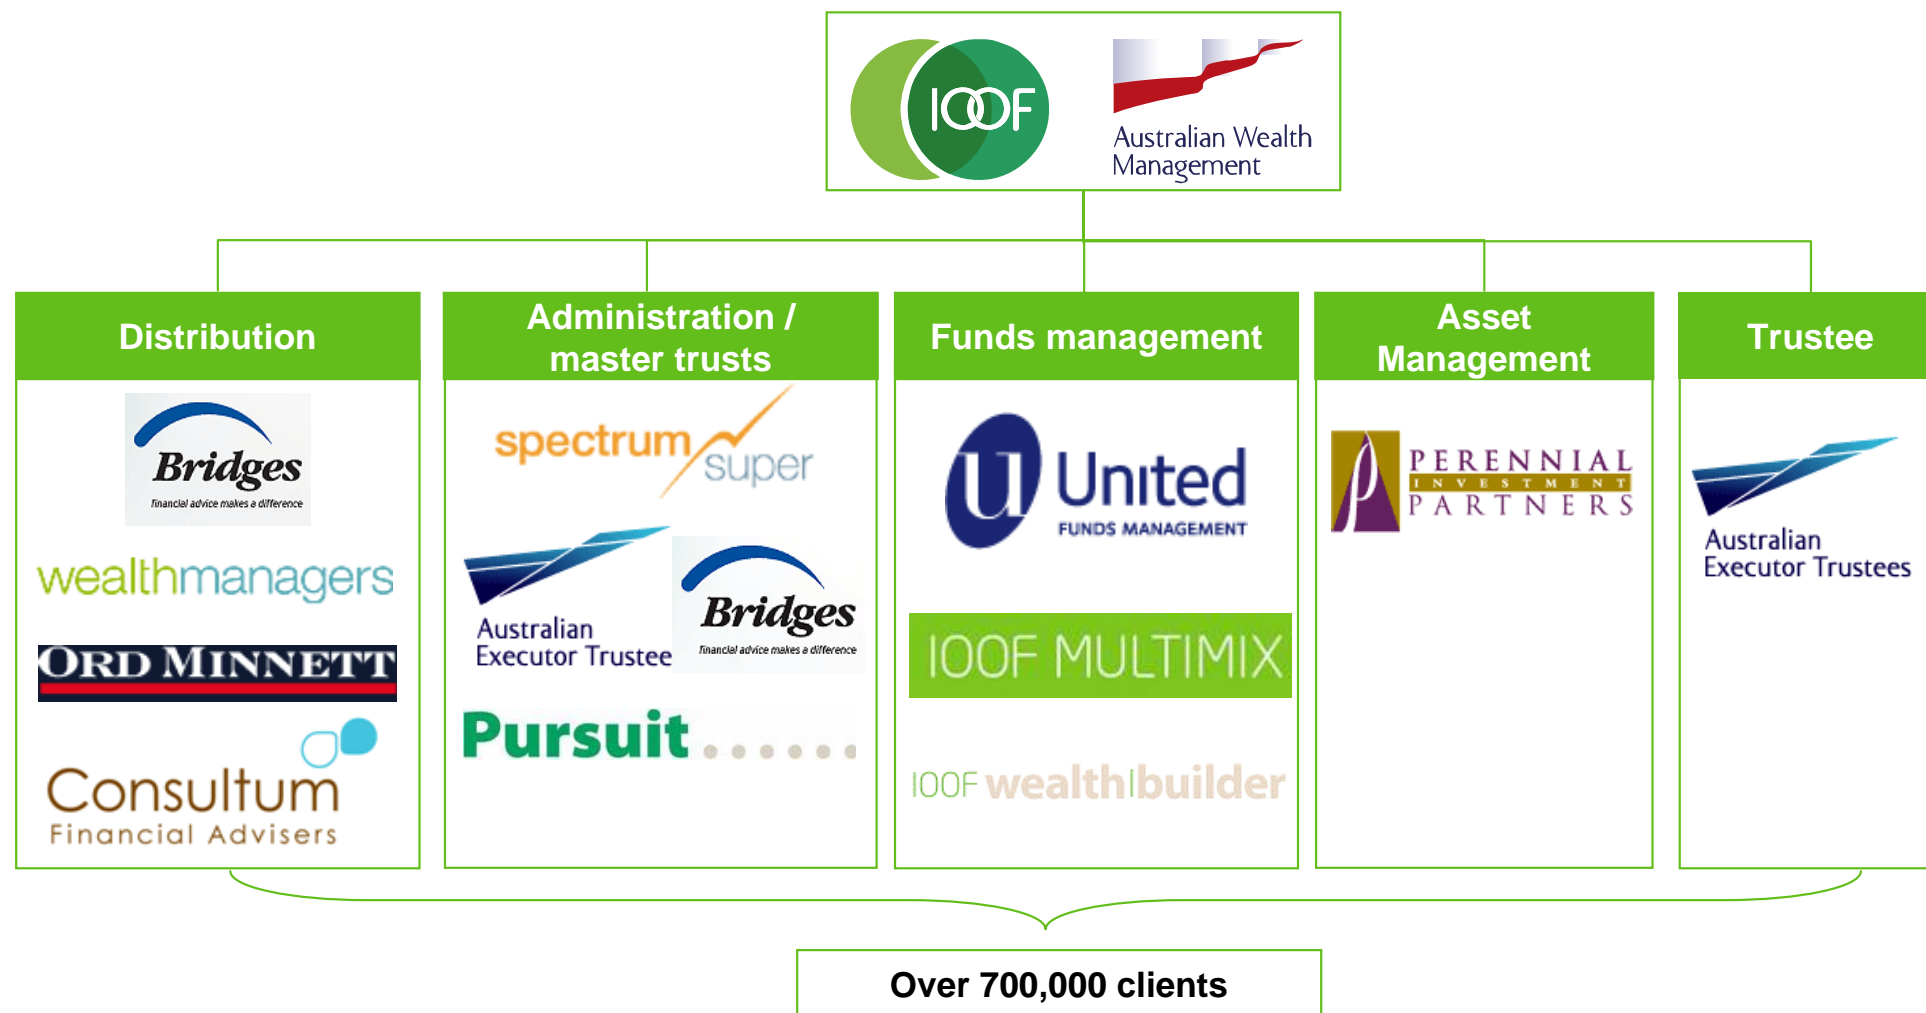 IOOF
Australian Wealth
Management
Distribution
Administration /
master trusts
Funds management
Asset
Management
Trustee
Bridges
financial advice makes a difference
wealthmanagers
ORD MINNETT
Consultum
Financial Advisers
spectrum
super
Australian
Executor Trustee
Bridges
financial advice makes a difference
Pursuit
United
FUNDS MANAGEMENT
IOOF MULTIMIX
IOOF wealth|builder
PERENNIAL
INVESTMENT
PARTNERS
Australian
Executor Trustees
Over 700,000 clients